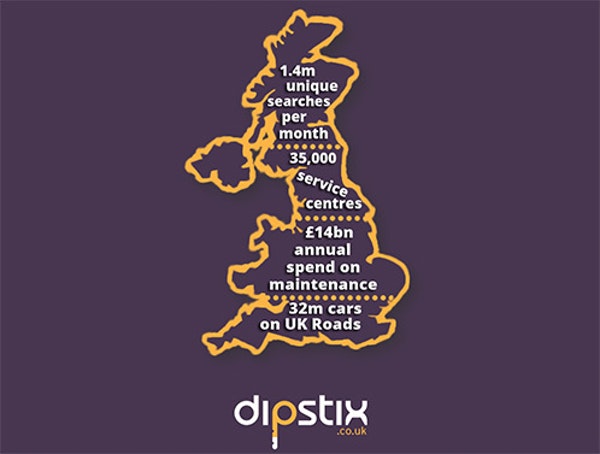 1.4m
unique
searches
per
month
35,000
service
centres
£14bn
annual
spend on
maintenance
32m cars
on UK Roads
dipstix
.co.uk